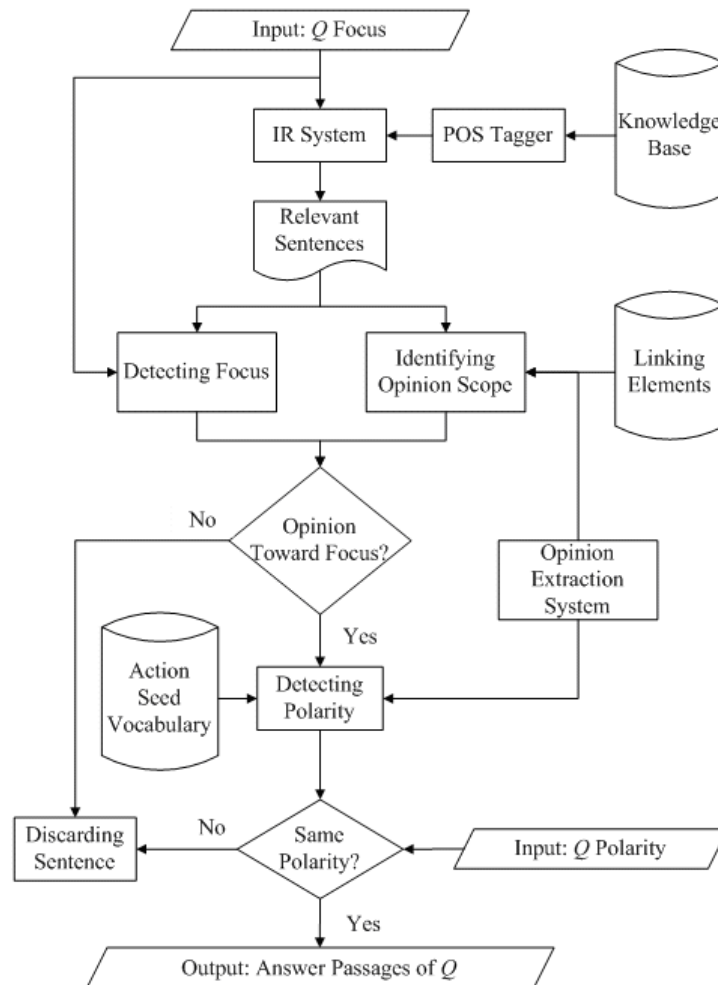 Input: Q Focus
IR System
POS Tagger
Knowledge
Base
Relevant
Sentences
Detecting Focus
Identifying
Opinion Scope
Linking
Elements
No
Opinion
Toward Focus?
Opinion
Extraction
System
Yes
Action
Seed
Vocabulary
Detecting
Polarity
Discarding
Sentence
No
Same
Polarity?
Input: Q Polarity
Yes
Output: Answer Passages of Q